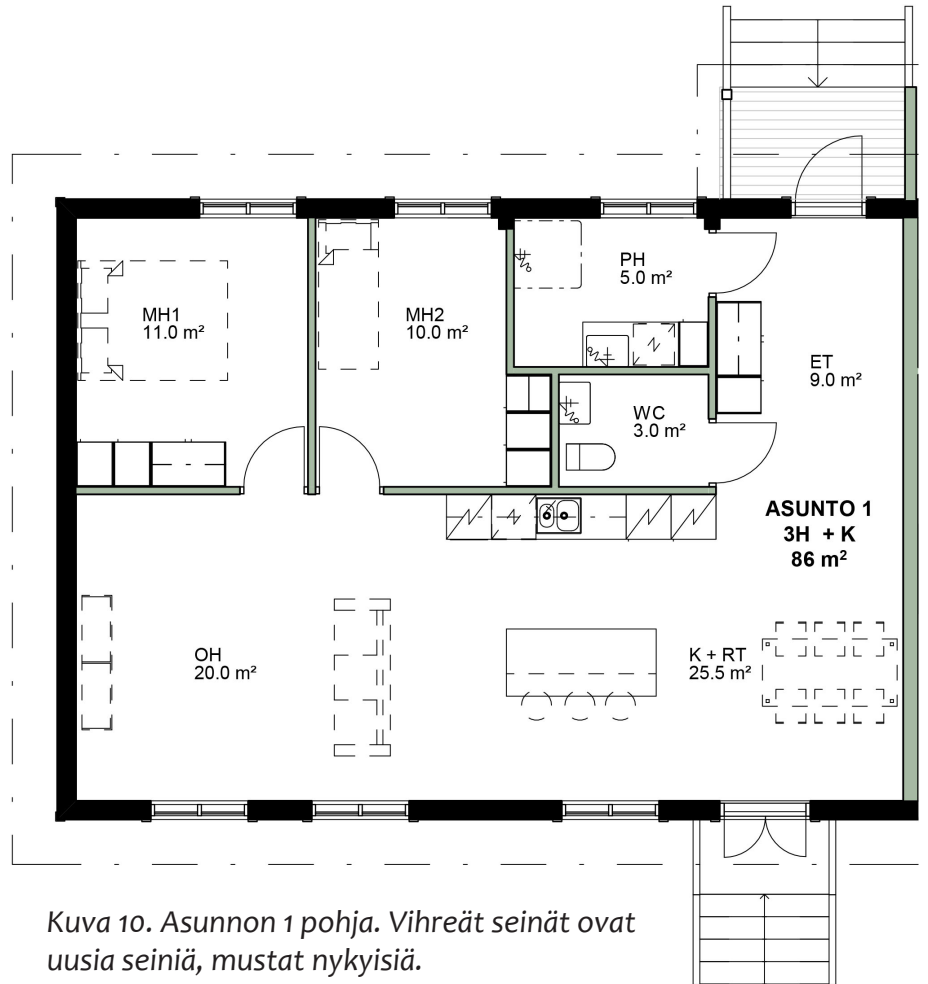 PH
5.0 m²
MH1
11.0 m²
MH2
10.0 m²
ET
9.0 m²
WC
3.0 m²
ASUNTO 1
3H + K
86 m²
OH
20.0 m²
K + RT
25.5 m²
Kuva 10. Asunnon 1 pohja. Vihreät seinät ovat
uusia seiniä, mustat nykyisiä.